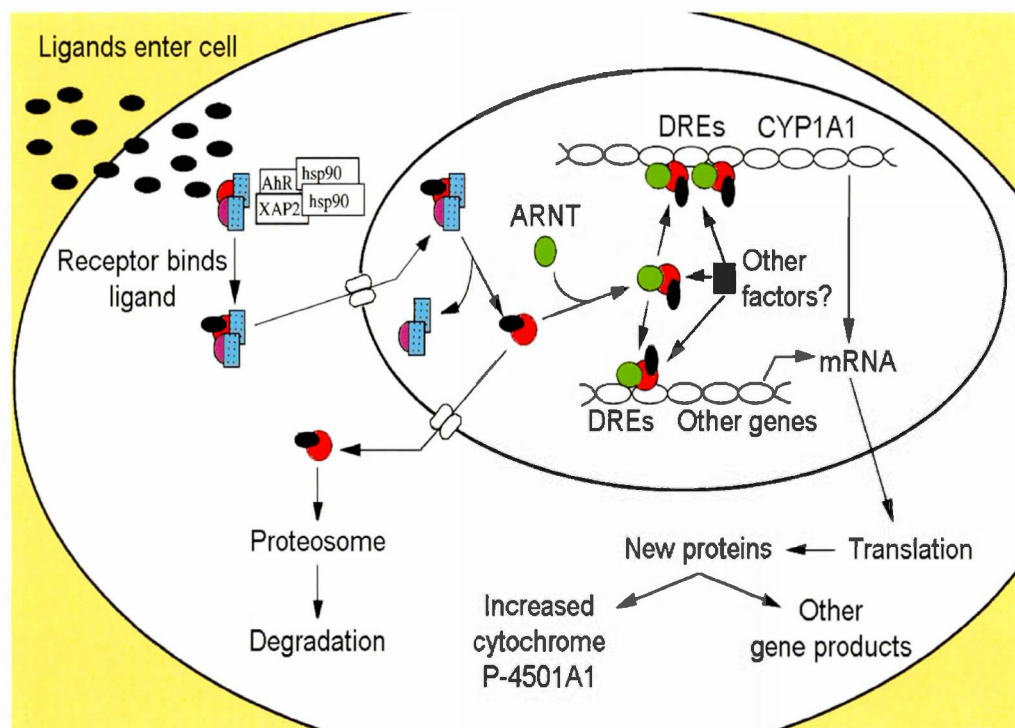 Ligands enter cell
DREs CYP1A1
AhR
hsp90
XAP2
hsp90
ARNT
Receptor binds
ligand
Other
factors?
mRNA
DREs Other genes
Proteosome
New proteins
Translation
Degradation
Increased
cytochrome
P-4501A1
Other
gene products